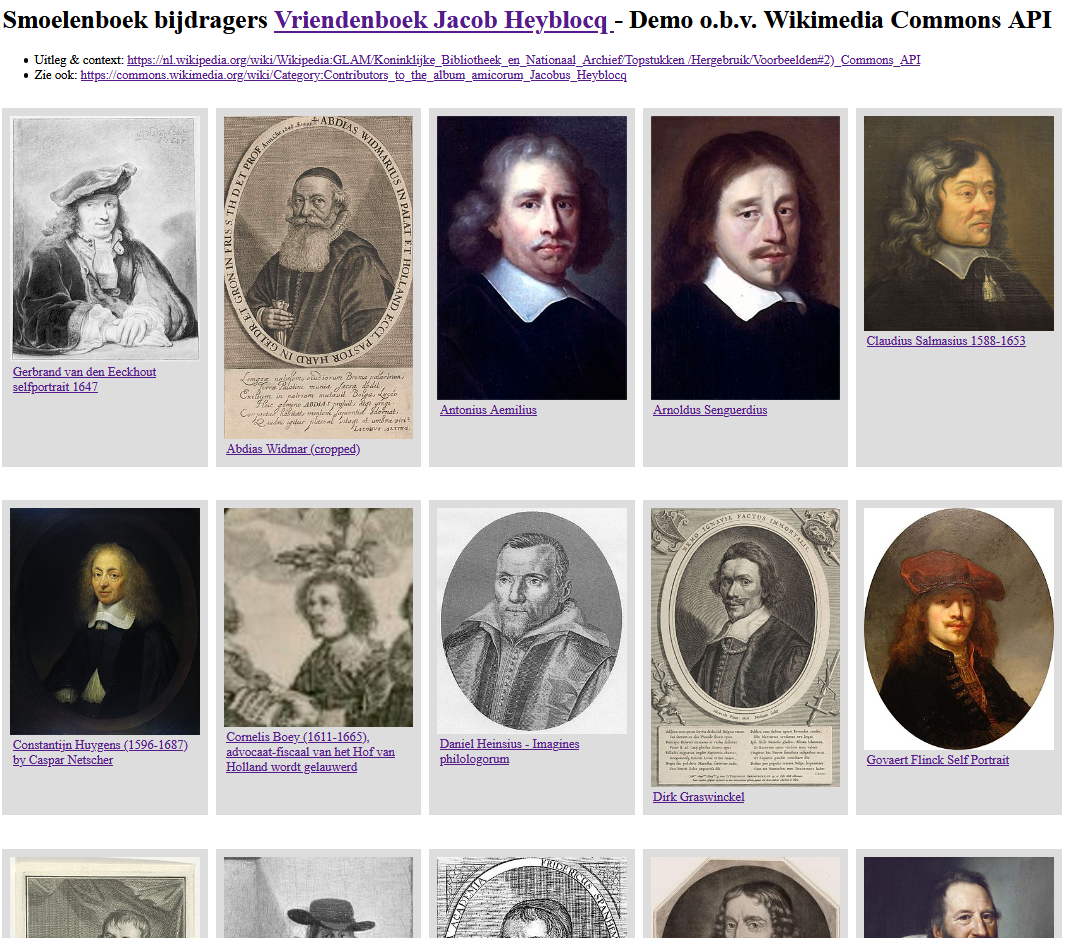 Smoelenboek bijdragers Vriendenboek Jacob Heyblocq - Demo o.b.v. Wikimedia Commons API
Uitleg & context: https://nl.wikipedia.org/wiki/Wikipedia:GLAM/Koninklijke_Bibliotheek_en_Nationaal_Archief/Topstukken /Hergebruik/Voorbeelden#2)_Commons_API
Zie ook: https://commons.wikimedia.org/wiki/Category:Contributors_to_the_album_amicorum_Jacobus_Heyblocq
ABDIAS WIDMARIUS IN PALAT ET HOLLAND ECCL PASTOR HARD IN GELDR ET GRON IN FRIS S TH D ET PROF
Gerbrand van den Eeckhout
selfportrait 1647
Abdias Widmar (cropped)
Antonius Aemilius
Arnoldus Senguerdius
Claudius Salmasius 1588-1653
NEMO IGNAVIA FACTUS IMMORTALIS
Constantijn Huygens (1596-1687)
by Caspar Netscher
Cornelis Boey (1611-1665),
advocaat-fiscaal van het Hof van
Holland wordt gelauwerd
Daniel Heinsius - Imagines
philologorum
Dirk Graswinckel
Govaert Flinck Self Portrait
ACADEMIA
FRIDERICUS SPANHEIM